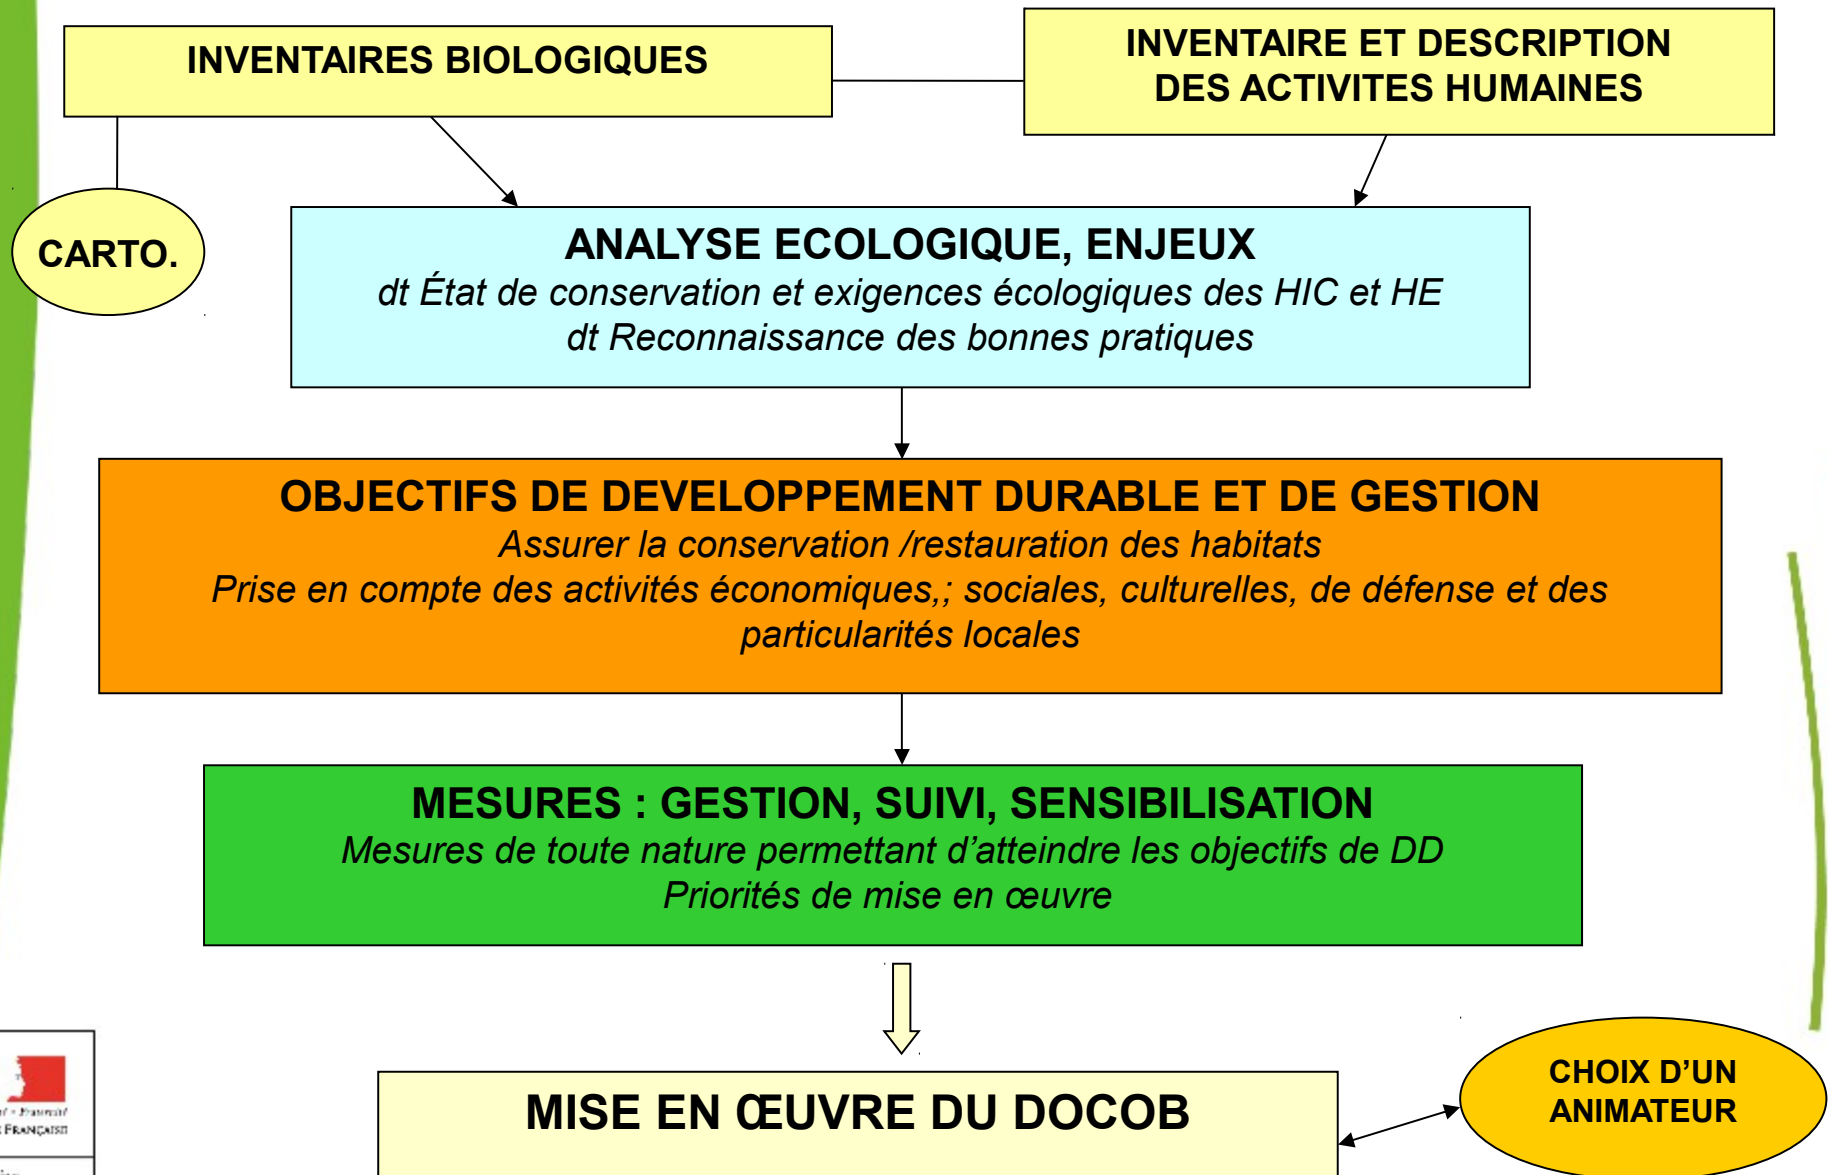 INVENTAIRES BIOLOGIQUES
INVENTAIRE ET DESCRIPTION
DES ACTIVITES HUMAINES
CARTO.
ANALYSE ECOLOGIQUE, ENJEUX
dt État de conservation et exigences écologiques des HIC et HE
dt Reconnaissance des bonnes pratiques
OBJECTIFS DE DEVELOPPEMENT DURABLE ET DE GESTION
Assurer la conservation /restauration des habitats
Prise en compte des activités économiques,; sociales, culturelles, de défense et des
particularités locales
MESURES : GESTION, SUIVI, SENSIBILISATION
Mesures de toute nature permettant d’atteindre les objectifs de DD
Priorités de mise en œuvre
MISE EN ŒUVRE DU DOCOB
CHOIX D’UN
ANIMATEUR
Fraternité
FRANÇAISE